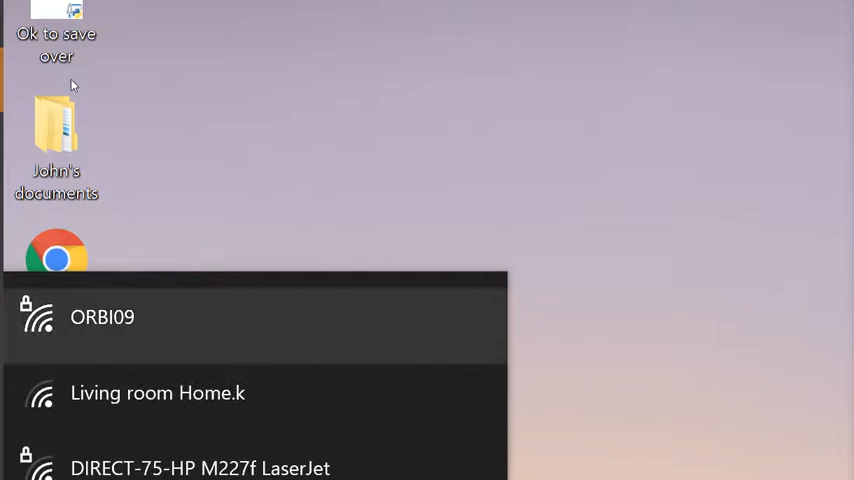 Ok to save
over
John's
documents
ORBI09
Living room Home.k
DIRECT-75-HP M227f LaserJet